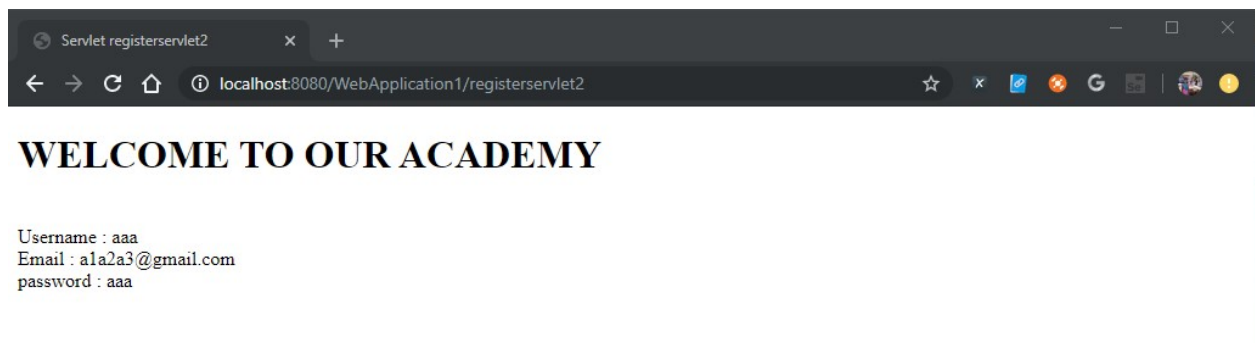 Servlet registerservlet2
localhost:8080/WebApplication1/registerservlet2
WELCOME TO OUR ACADEMY
Username : aaa
Email : a1a2a3@gmail.com
password : aaa